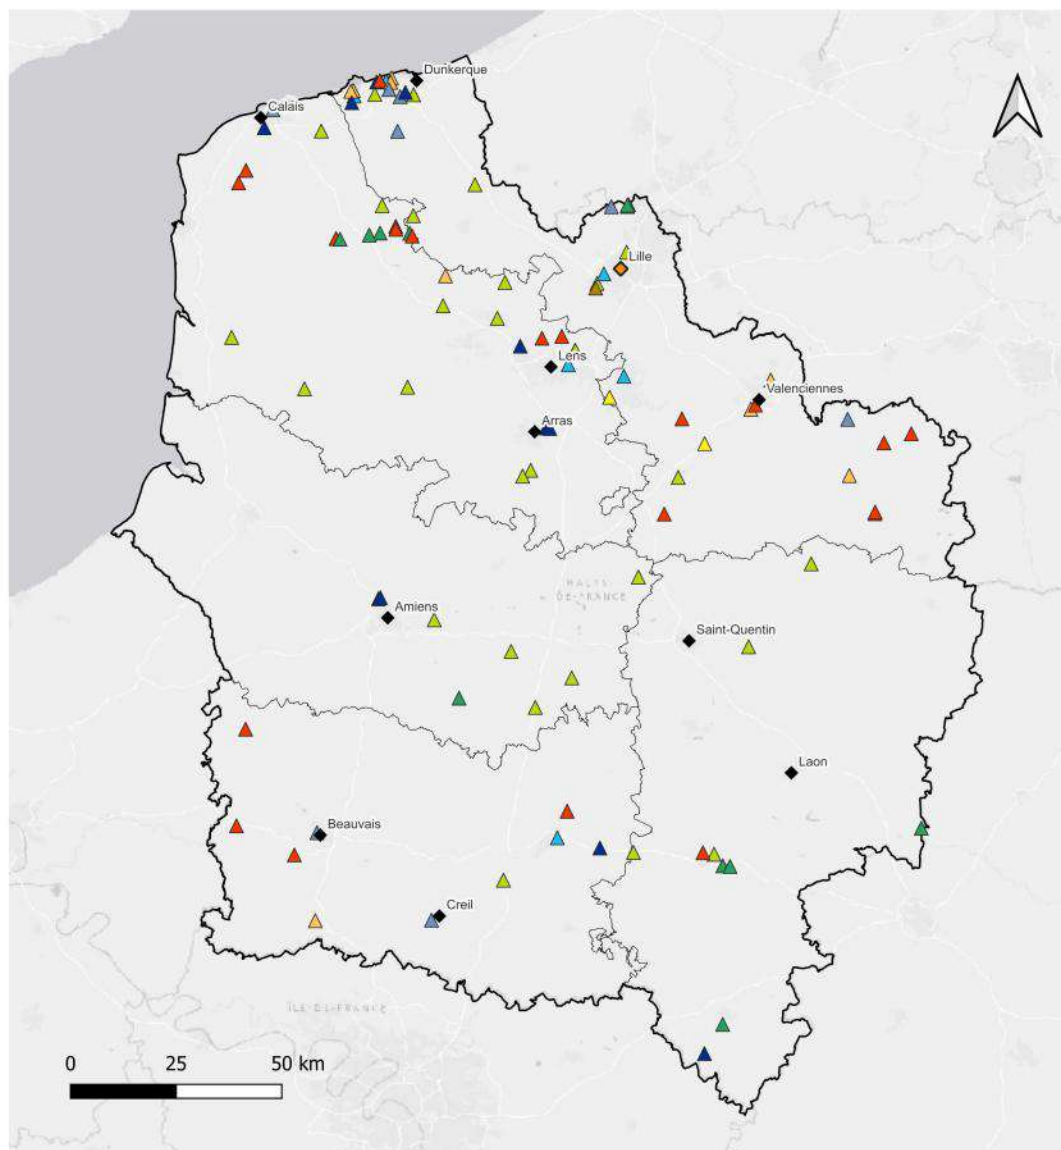 Dunkerque
Calais
Lille
Lens
Valenciennes
Arras
HAUTS-
DE-FRANCE
Amiens
Saint-Quentin
Laon
Beauvais
Creil
ÎLE-DE-FRANCE
0 25 50 km